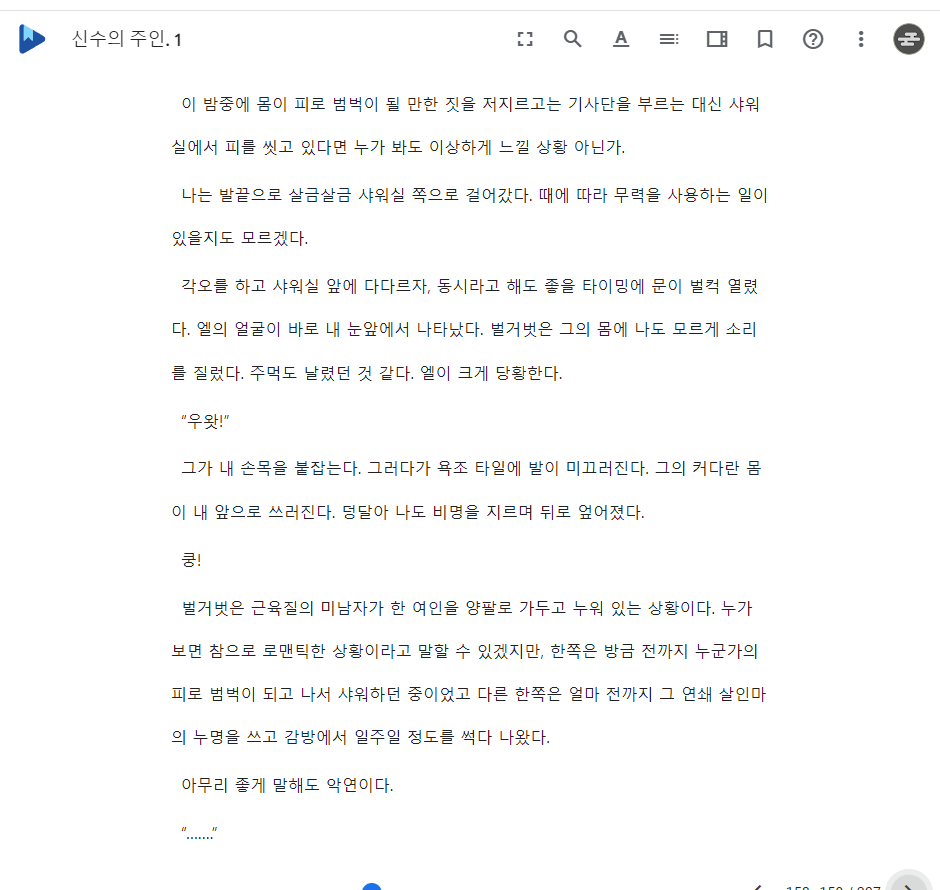 신수의 주인. 1
이 밤중에 몸이 피로 범벅이 될 만한 짓을 저지르고는 기사단을 부르는 대신 샤워
실에서 피를 씻고 있다면 누가 봐도 이상하게 느낄 상황 아닌가.
나는 발끝으로 살금살금 샤워실 쪽으로 걸어갔다. 때에 따라 무력을 사용하는 일이
있을지도 모르겠다.
각오를 하고 샤워실 앞에 다다르자, 동시라고 해도 좋을 타이밍에 문이 벌컥 열렸
다. 엘의 얼굴이 바로 내 눈앞에서 나타났다. 벌거벗은 그의 몸에 나도 모르게 소리
를 질렀다. 주먹도 날렸던 것 같다. 엘이 크게 당황한다.
“우왓!”
그가 내 손목을 붙잡는다. 그러다가 욕조 타일에 발이 미끄러진다. 그의 커다란 몸
이 내 앞으로 쓰러진다. 덩달아 나도 비명을 지르며 뒤로 엎어졌다.
쿵!
벌거벗은 근육질의 미남자가 한 여인을 양팔로 가두고 누워 있는 상황이다. 누가
보면 참으로 로맨틱한 상황이라고 말할 수 있겠지만, 한쪽은 방금 전까지 누군가의
피로 범벅이 되고 나서 샤워하던 중이었고 다른 한쪽은 얼마 전까지 그 연쇄 살인마
의 누명을 쓰고 감방에서 일주일 정도를 썩다 나왔다.
아무리 좋게 말해도 악연이다.
“…….”